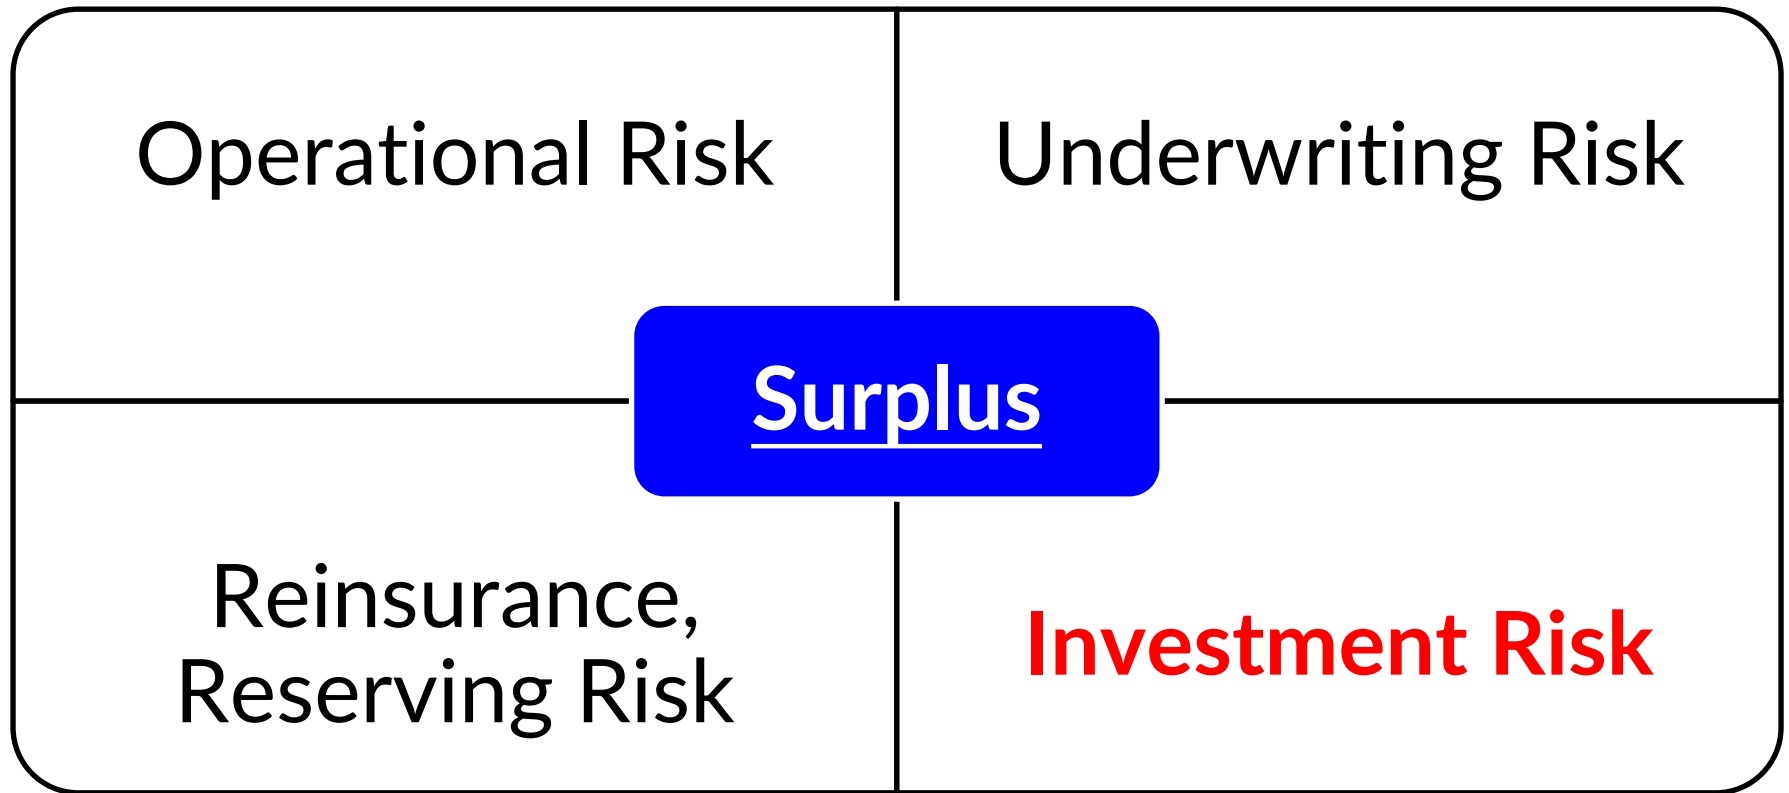 Operational Risk
Underwriting Risk
Surplus
Reinsurance,
Reserving Risk
Investment Risk